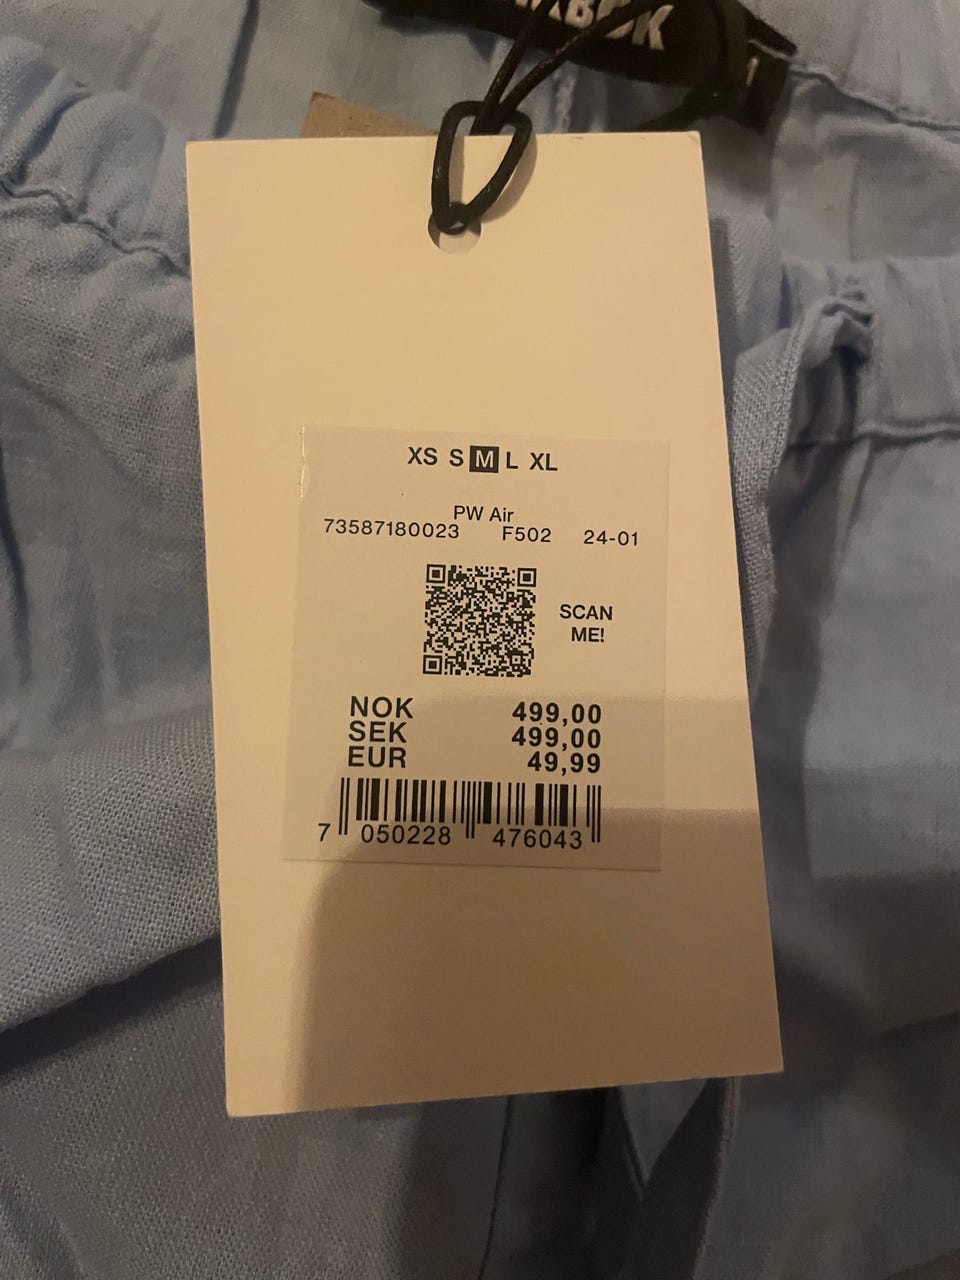 XS S M L XL
PW Air
73587180023 F502 24-01
SCAN
ME!
NOK 499,00
SEK 499,00
EUR 49,99
7 050228 476043